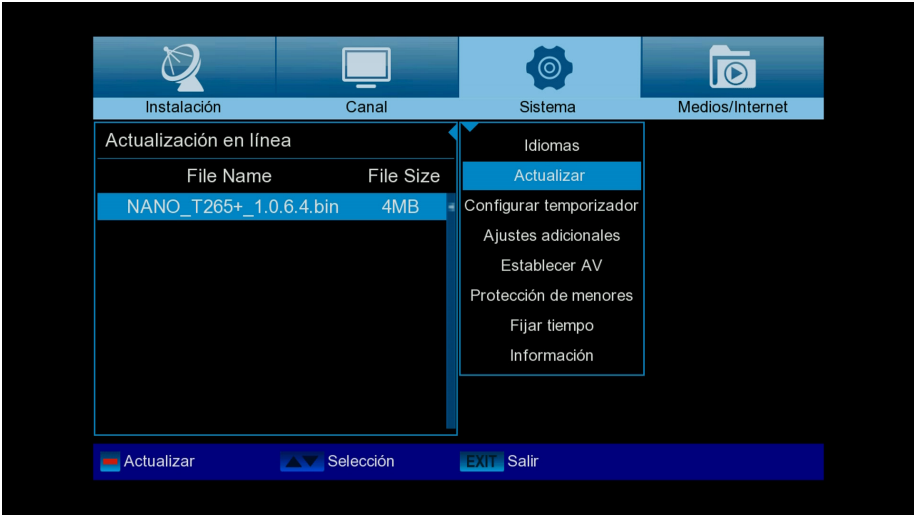 Instalación
Canal
Sistema
Medios/Internet
Actualización en línea
File Name File Size
NANO_T265+_1.0.6.4.bin 4MB
Idiomas
Actualizar
Configurar temporizador
Ajustes adicionales
Establecer AV
Protección de menores
Fijar tiempo
Información
Actualizar
Selección
EXIT Salir